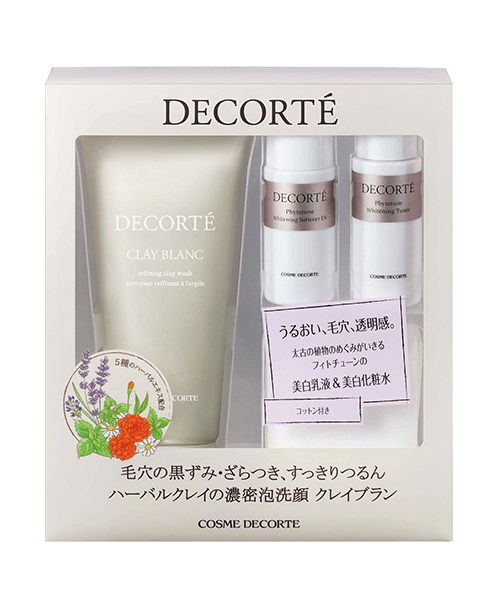 DECORTÉ
DECORTÉ
CLAY BLANC
refining clay wash
nettoyant raffinant à l'argile
DECORTÉ
Phytotune
Whitening Softener ER
COSME DECORTE
DECORTÉ
Phytotune
Whitening Tuner
COSME DECORTE
うるおい、毛穴、透明感。
太古の植物のめぐみがいきる
フィトチューンの
美白乳液&美白化粧水
コットン付き
5種のハーバルエキス配合
DECORTE
毛穴の黒ずみ・ざらつき、すっきりつるん
ハーバルクレイの濃密泡洗顔 クレイブラン
COSME DECORTE